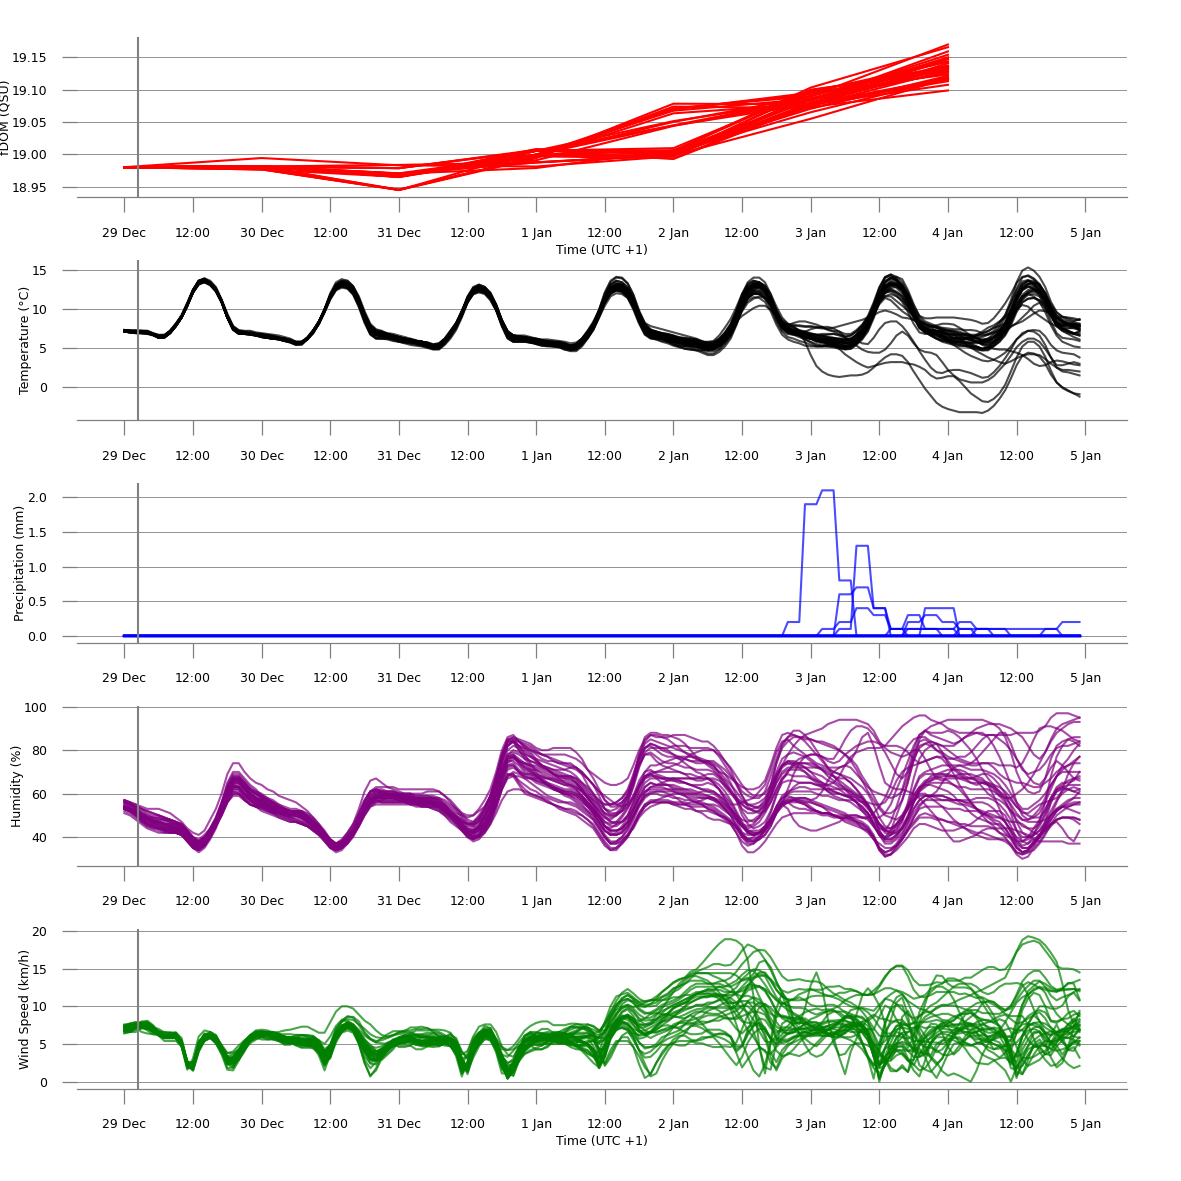 19.15
19.10
19.05
19.00
18.95
fDOM (QSU)
29 Dec 12:00 30 Dec 12:00 31 Dec 12:00 1 Jan 12:00 2 Jan 12:00 3 Jan 12:00 4 Jan 12:00 5 Jan
Time (UTC +1)
15
10
5
0
Temperature (°C)
29 Dec 12:00 30 Dec 12:00 31 Dec 12:00 1 Jan 12:00 2 Jan 12:00 3 Jan 12:00 4 Jan 12:00 5 Jan
2.0
1.5
1.0
0.5
0.0
Precipitation (mm)
29 Dec 12:00 30 Dec 12:00 31 Dec 12:00 1 Jan 12:00 2 Jan 12:00 3 Jan 12:00 4 Jan 12:00 5 Jan
100
80
60
40
Humidity (%)
29 Dec 12:00 30 Dec 12:00 31 Dec 12:00 1 Jan 12:00 2 Jan 12:00 3 Jan 12:00 4 Jan 12:00 5 Jan
20
15
10
5
0
Wind Speed (km/h)
29 Dec 12:00 30 Dec 12:00 31 Dec 12:00 1 Jan 12:00 2 Jan 12:00 3 Jan 12:00 4 Jan 12:00 5 Jan
Time (UTC +1)